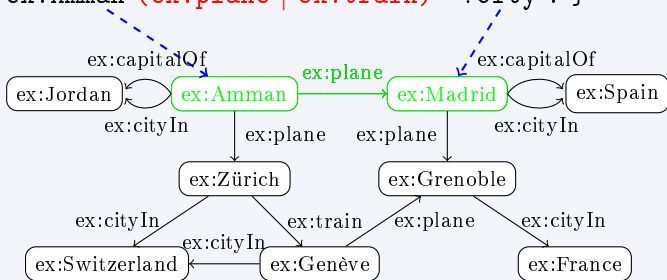 ex:Amman (ex:plane | ex:train) ?city . }
ex:capitalOf ex:plane ex:capitalOf
ex:Jordan ex:Amman ex:Madrid ex:Spain
ex:cityIn ex:cityIn
ex:plane ex:plane
ex:Zürich ex:Grenoble
ex:cityIn ex:train ex:plane ex:cityIn
ex:cityIn
ex:Switzerland ex:Genève ex:France